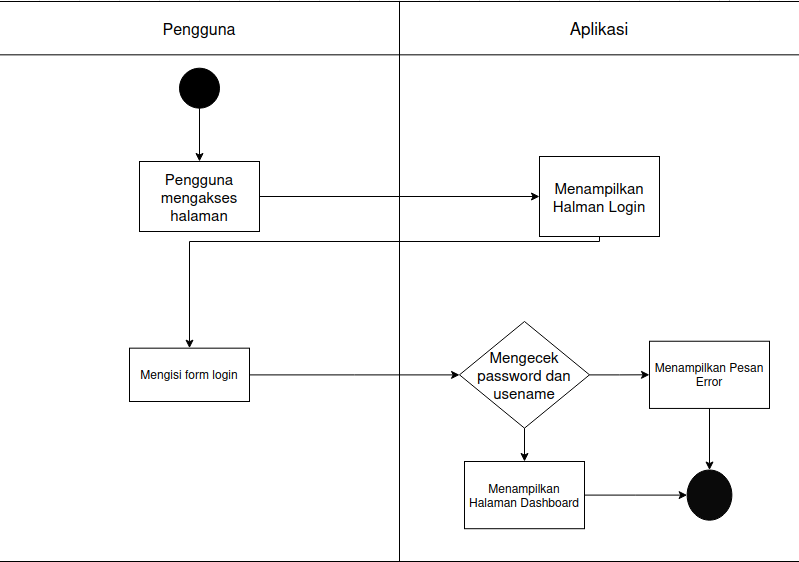 Pengguna
Aplikasi
Pengguna
mengakses
halaman
Menampilkan
Halman Login
Mengisi form login
Mengecek
password dan
usename
Menampilkan Pesan
Error
Menampilkan
Halaman Dashboard